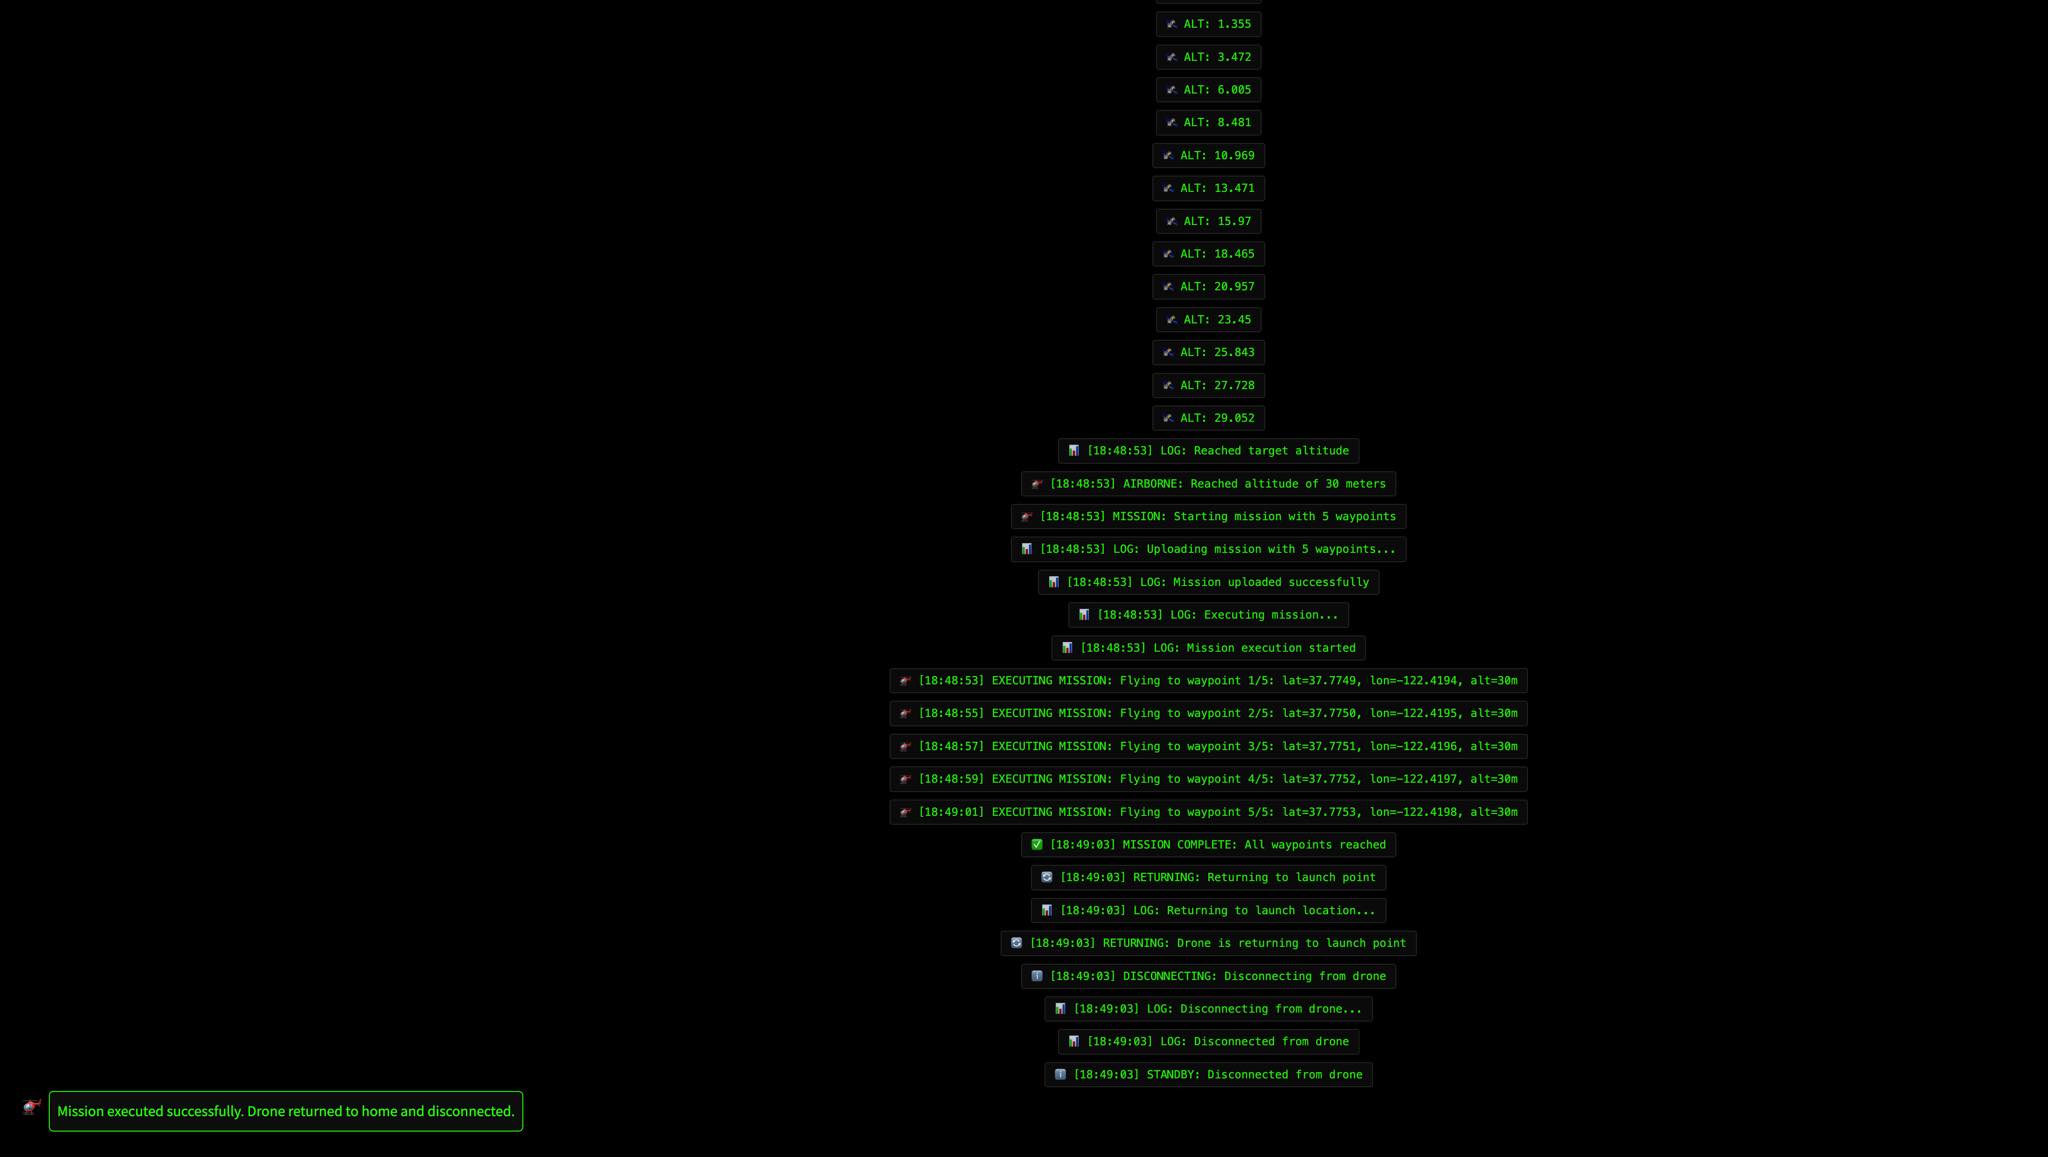 ALT: 1.355
ALT: 3.472
ALT: 6.005
ALT: 8.481
ALT: 10.969
ALT: 13.471
ALT: 15.97
ALT: 18.465
ALT: 20.957
ALT: 23.45
ALT: 25.843
ALT: 27.728
ALT: 29.052
[18:48:53] LOG: Reached target altitude
[18:48:53] AIRBORNE: Reached altitude of 30 meters
[18:48:53] MISSION: Starting mission with 5 waypoints
[18:48:53] LOG: Uploading mission with 5 waypoints...
[18:48:53] LOG: Mission uploaded successfully
[18:48:53] LOG: Executing mission...
[18:48:53] LOG: Mission execution started
[18:48:53] EXECUTING MISSION: Flying to waypoint 1/5: lat=37.7749, lon=-122.4194, alt=30m
[18:48:55] EXECUTING MISSION: Flying to waypoint 2/5: lat=37.7750, lon=-122.4195, alt=30m
[18:48:57] EXECUTING MISSION: Flying to waypoint 3/5: lat=37.7751, lon=-122.4196, alt=30m
[18:48:59] EXECUTING MISSION: Flying to waypoint 4/5: lat=37.7752, lon=-122.4197, alt=30m
[18:49:01] EXECUTING MISSION: Flying to waypoint 5/5: lat=37.7753, lon=-122.4198, alt=30m
[18:49:03] MISSION COMPLETE: All waypoints reached
[18:49:03] RETURNING: Returning to launch point
[18:49:03] LOG: Returning to launch location...
[18:49:03] RETURNING: Drone is returning to launch point
[18:49:03] DISCONNECTING: Disconnecting from drone
[18:49:03] LOG: Disconnecting from drone...
[18:49:03] LOG: Disconnected from drone
[18:49:03] STANDBY: Disconnected from drone
Mission executed successfully. Drone returned to home and disconnected.